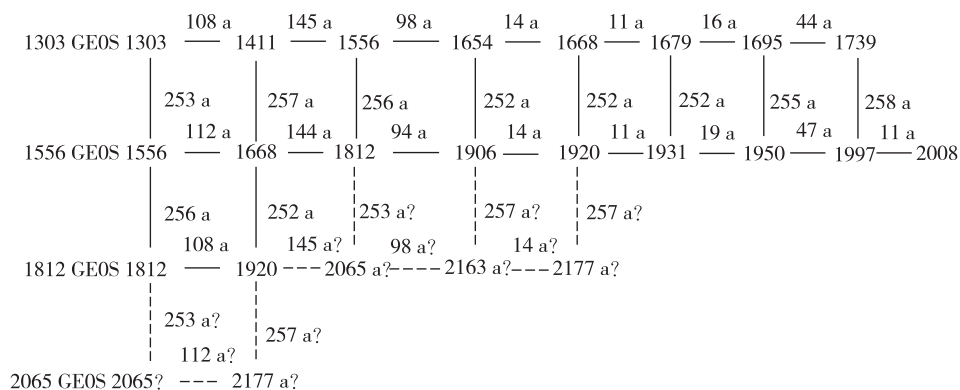 108 a 145 a 98 a 14 a 11 a 16 a 44 a
1303 GE0S 1303 1411 1556 1654 1668 1679 1695 1739
253 a 257 a 256 a 252 a 252 a 252 a 255 a 258 a
112 a 144 a 94 a 14 a 11 a 19 a 47 a 11 a
1556 GE0S 1556 1668 1812 1906 1920 1931 1950 1997 2008
256 a 252 a 253 a? 257 a? 257 a?
108 a 145 a? 98 a? 14 a?
1812 GE0S 1812 1920 2065 a? 2163 a? 2177 a?
253 a? 257 a?
112 a?
2065 GE0S 2065? 2177 a?